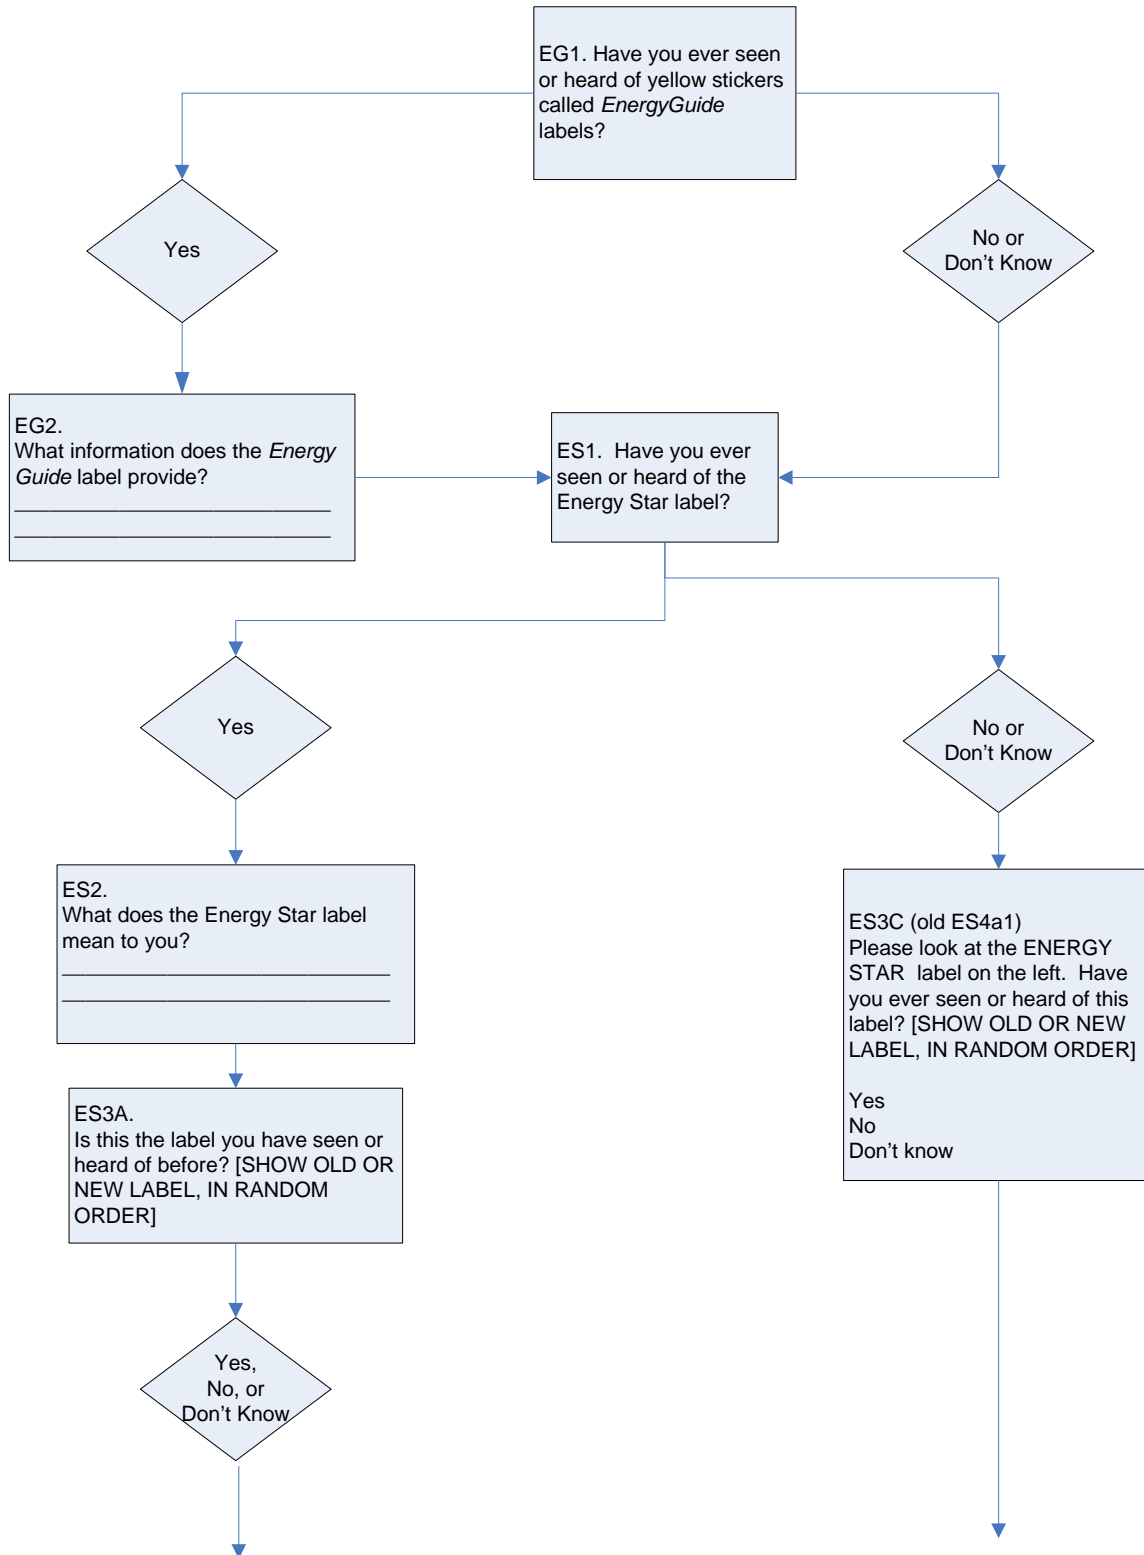 EG1. Have you ever seen
or heard of yellow stickers
called EnergyGuide
labels?
Yes
No or
Don't Know
EG2.
What information does the Energy
Guide label provide?
ES1.  Have you ever
seen or heard of the
Energy Star label?
Yes
No or
Don't Know
ES2.
What does the Energy Star label
mean to you?
ES3A.
Is this the label you have seen or
heard of before? [SHOW OLD OR
NEW LABEL, IN RANDOM
ORDER]
Yes,
No, or
Don't Know
ES3C (old ES4a1)
Please look at the ENERGY
STAR  label on the left.  Have
you ever seen or heard of this
label? [SHOW OLD OR NEW
LABEL, IN RANDOM ORDER]
Yes
No
Don't know